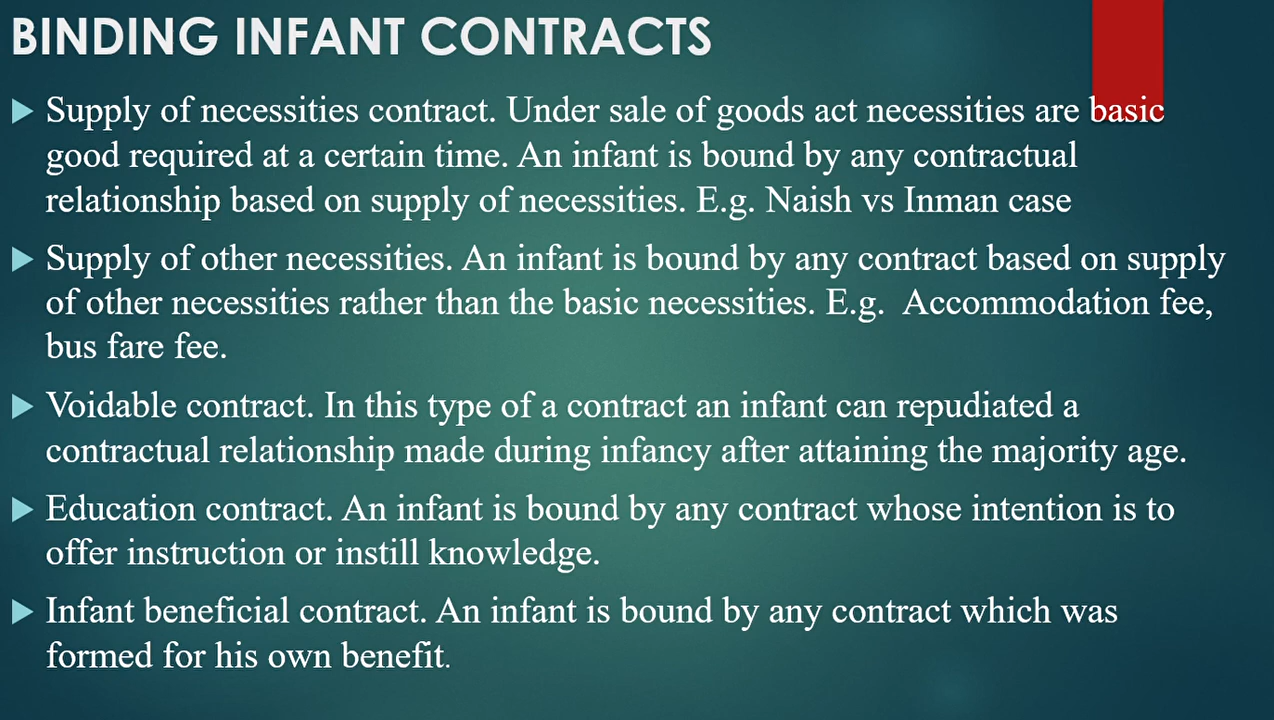 BINDING INFANT CONTRACTS
Supply of necessities contract. Under sale of goods act necessities are basic
good required at a certain time. An infant is bound by any contractual
relationship based on supply of necessities. E.g. Naish vs Inman case
Supply of other necessities. An infant is bound by any contract based on supply
of other necessities rather than the basic necessities. E.g.  Accommodation fee,
bus fare fee.
Voidable contract. In this type of a contract an infant can repudiated a
contractual relationship made during infancy after attaining the majority age.
Education contract. An infant is bound by any contract whose intention is to
offer instruction or instill knowledge.
Infant beneficial contract. An infant is bound by any contract which was
formed for his own benefit.